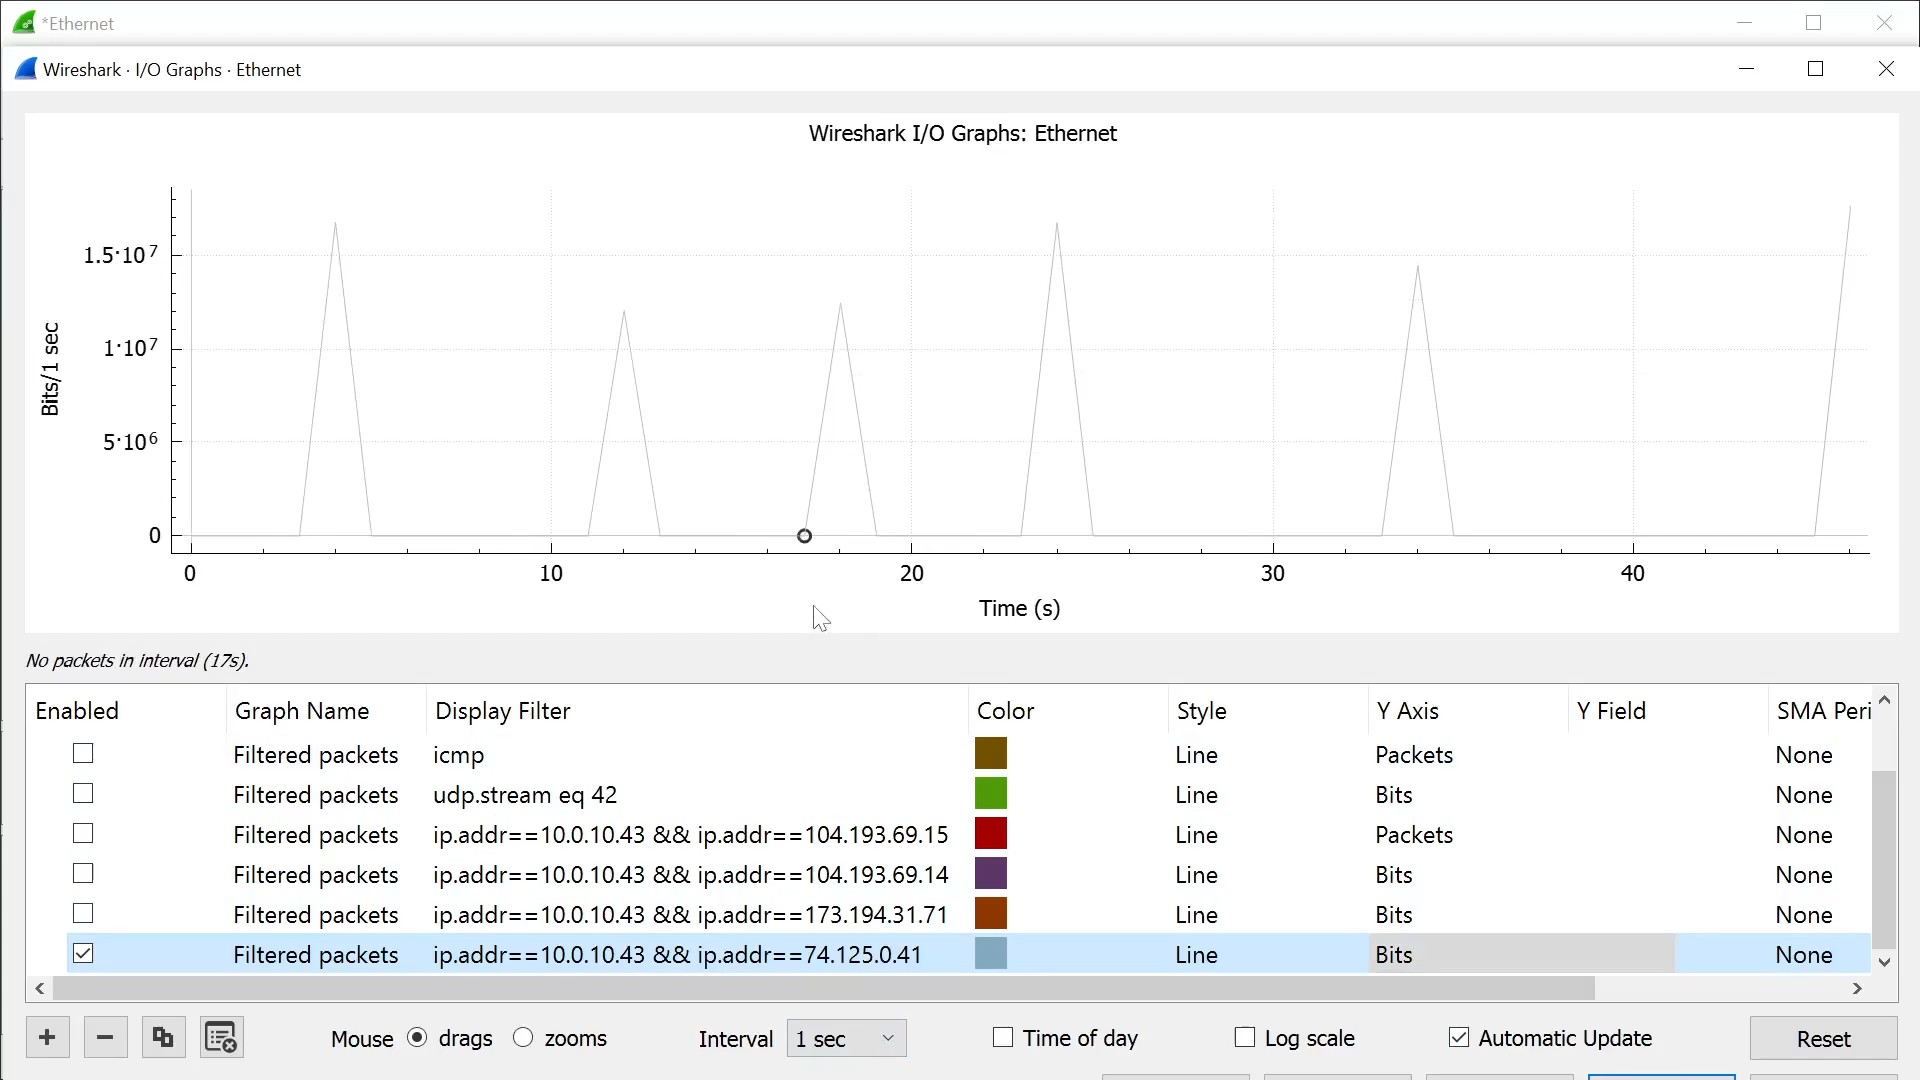 *Ethernet
Wireshark · I/O Graphs · Ethernet
Wireshark I/O Graphs: Ethernet
Bits/1 sec
1.5·10⁷
1·10⁷
5·10⁶
0
0 10 20 30 40
Time (s)
No packets in interval (17s).
Enabled Graph Name Display Filter Color Style Y Axis Y Field SMA Peri
Filtered packets icmp Line Packets None
Filtered packets udp.stream eq 42 Line Bits None
Filtered packets ip.addr==10.0.10.43 && ip.addr==104.193.69.15 Line Packets None
Filtered packets ip.addr==10.0.10.43 && ip.addr==104.193.69.14 Line Bits None
Filtered packets ip.addr==10.0.10.43 && ip.addr==173.194.31.71 Line Bits None
Filtered packets ip.addr==10.0.10.43 && ip.addr==74.125.0.41 Line Bits None
Mouse drags zooms Interval 1 sec Time of day Log scale Automatic Update Reset